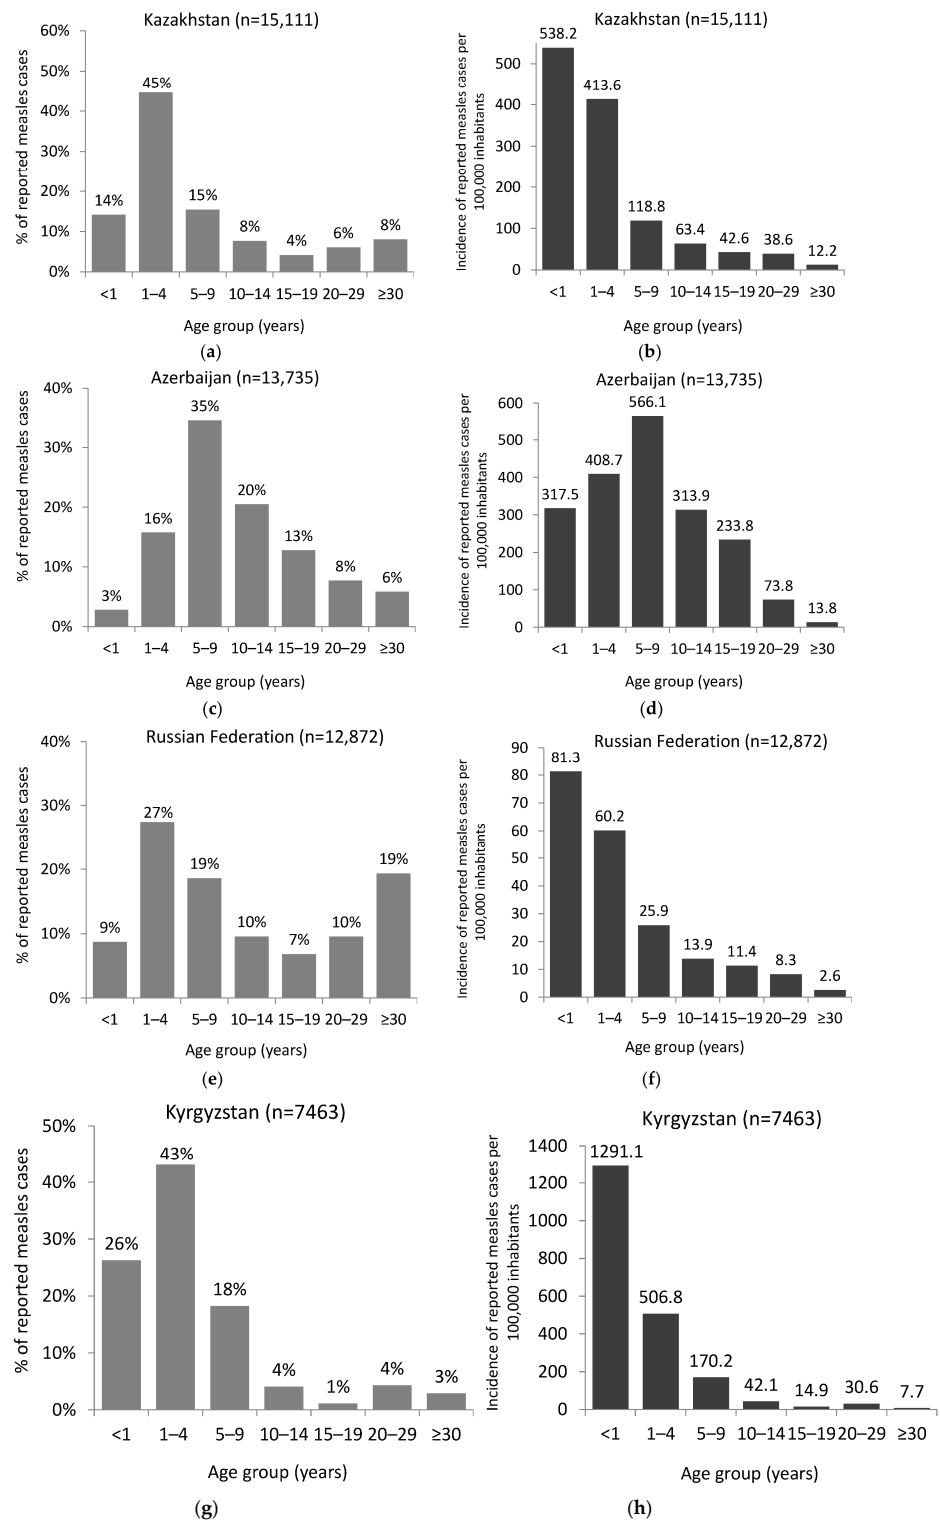 Kazakhstan (n=15,111)
% of reported measles cases
60%
50%
40%
30%
20%
10%
0%
14%
45%
15%
8%
4%
6%
8%
<1 1–4 5–9 10–14 15–19 20–29 ≥30
Age group (years)
(a)
Kazakhstan (n=15,111)
Incidence of reported measles cases per
100,000 inhabitants
500
400
300
200
100
0
538.2
413.6
118.8
63.4
42.6
38.6
12.2
<1 1–4 5–9 10–14 15–19 20–29 ≥30
Age group (years)
(b)
Azerbaijan (n=13,735)
% of reported measles cases
40%
30%
20%
10%
0%
3%
16%
35%
20%
13%
8%
6%
<1 1–4 5–9 10–14 15–19 20–29 ≥30
Age group (years)
(c)
Azerbaijan (n=13,735)
Incidence of reported measles cases per
100,000 inhabitants
600
500
400
300
200
100
0
317.5
408.7
566.1
313.9
233.8
73.8
13.8
<1 1–4 5–9 10–14 15–19 20–29 ≥30
Age group (years)
(d)
Russian Federation (n=12,872)
% of reported measles cases
40%
30%
20%
10%
0%
9%
27%
19%
10%
7%
10%
19%
<1 1–4 5–9 10–14 15–19 20–29 ≥30
Age group (years)
(e)
Russian Federation (n=12,872)
Incidence of reported measles cases per
100,000 inhabitants
90
80
70
60
50
40
30
20
10
0
81.3
60.2
25.9
13.9
11.4
8.3
2.6
<1 1–4 5–9 10–14 15–19 20–29 ≥30
Age group (years)
(f)
Kyrgyzstan (n=7463)
% of reported measles cases
50%
40%
30%
20%
10%
0%
26%
43%
18%
4%
1%
4%
3%
<1 1–4 5–9 10–14 15–19 20–29 ≥30
Age group (years)
(g)
Kyrgyzstan (n=7463)
Incidence of reported measles cases per
100,000 inhabitants
1400
1200
1000
800
600
400
200
0
1291.1
506.8
170.2
42.1
14.9
30.6
7.7
<1 1–4 5–9 10–14 15–19 20–29 ≥30
Age group (years)
(h)